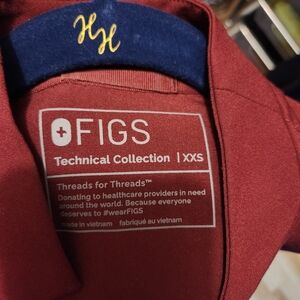 HH
FIGS
Technical Collection | XXS
Threads for Threads™
Donating to healthcare providers in need
around the world. Because everyone
deserves to #wearFIGS
made in vietnam fabriqué au vietnam